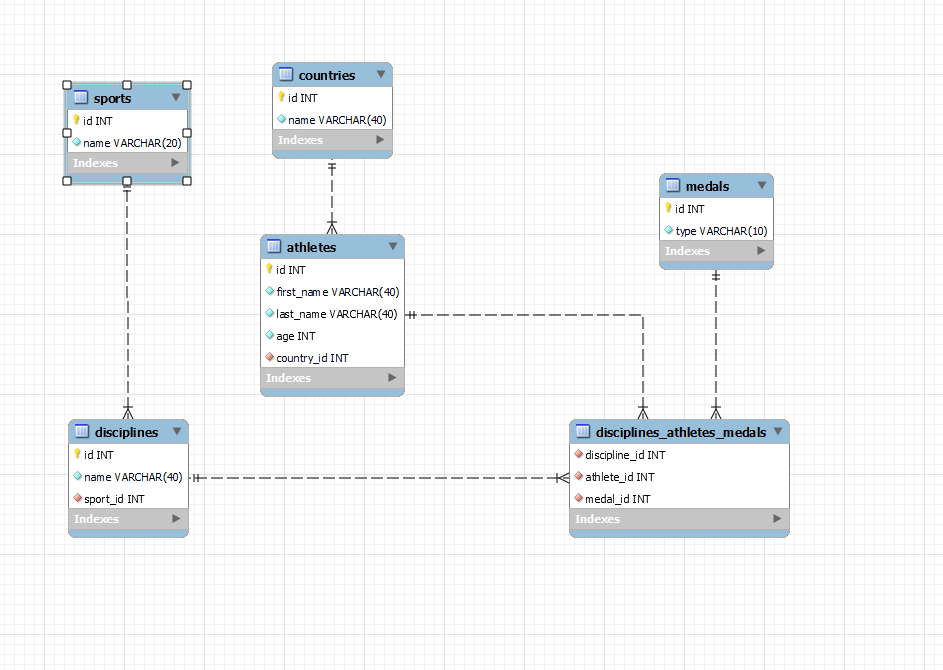 sports
id INT
name VARCHAR(20)
Indexes
countries
id INT
name VARCHAR(40)
Indexes
medals
id INT
type VARCHAR(10)
Indexes
athletes
id INT
first_name VARCHAR(40)
last_name VARCHAR(40)
age INT
country_id INT
Indexes
disciplines
id INT
name VARCHAR(40)
sport_id INT
Indexes
disciplines_athletes_medals
discipline_id INT
athlete_id INT
medal_id INT
Indexes